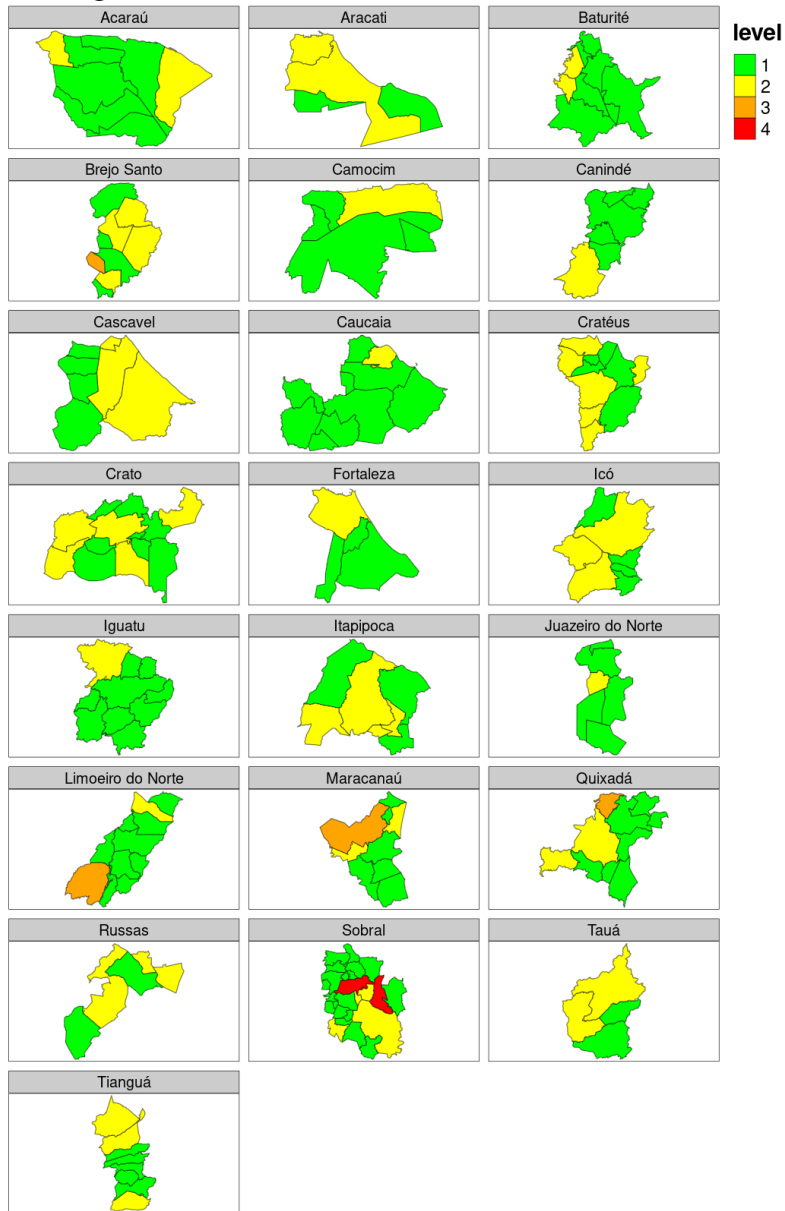 Acaraú
Aracati
Baturité
level
1
2
3
4
Brejo Santo
Camocim
Canindé
Cascavel
Caucaia
Cratéus
Crato
Fortaleza
Icó
Iguatu
Itapipoca
Juazeiro do Norte
Limoeiro do Norte
Maracanaú
Quixadá
Russas
Sobral
Tauá
Tianguá